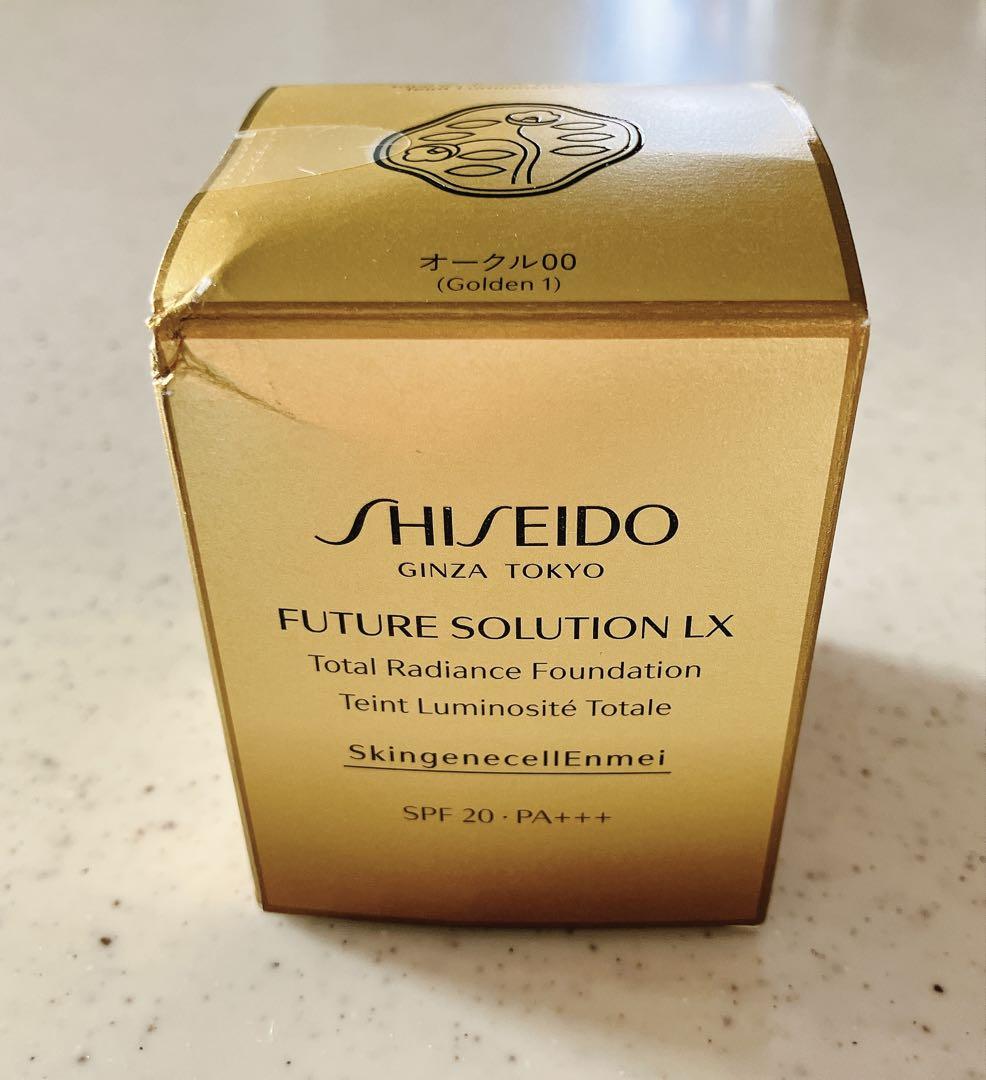 オークル00
(Golden 1)
SHISEIDO
GINZA TOKYO
FUTURE SOLUTION LX
Total Radiance Foundation
Teint Luminosité Totale
SkingenecellEnmei
SPF 20・PA+++